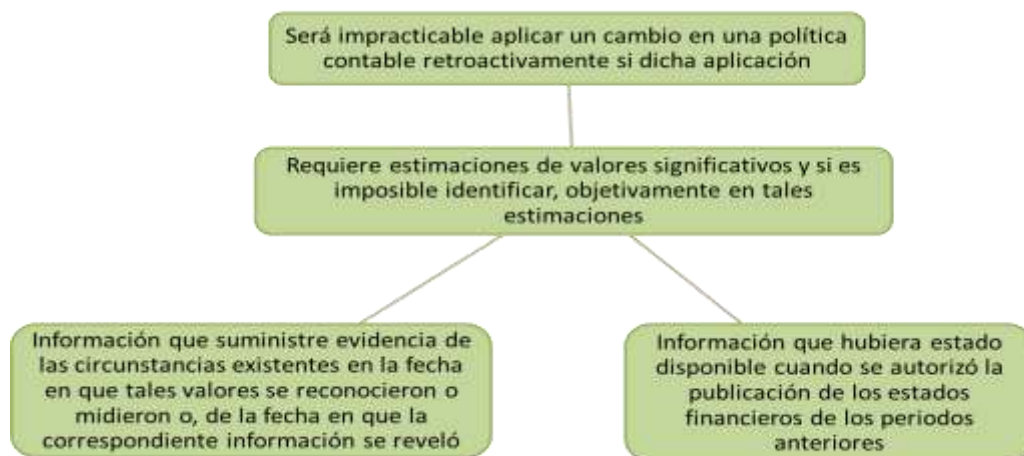 Será impracticable aplicar un cambio en una política
contable retroactivamente si dicha aplicación
Requiere estimaciones de valores significativos y si es
imposible identificar, objetivamente en tales
estimaciones
Información que suministre evidencia de
las circunstancias existentes en la fecha
en que tales valores se reconocieron o
midieron o, de la fecha en que la
correspondiente información se reveló
Información que hubiera estado
disponible cuando se autorizó la
publicación de los estados
financieros de los periodos
anteriores